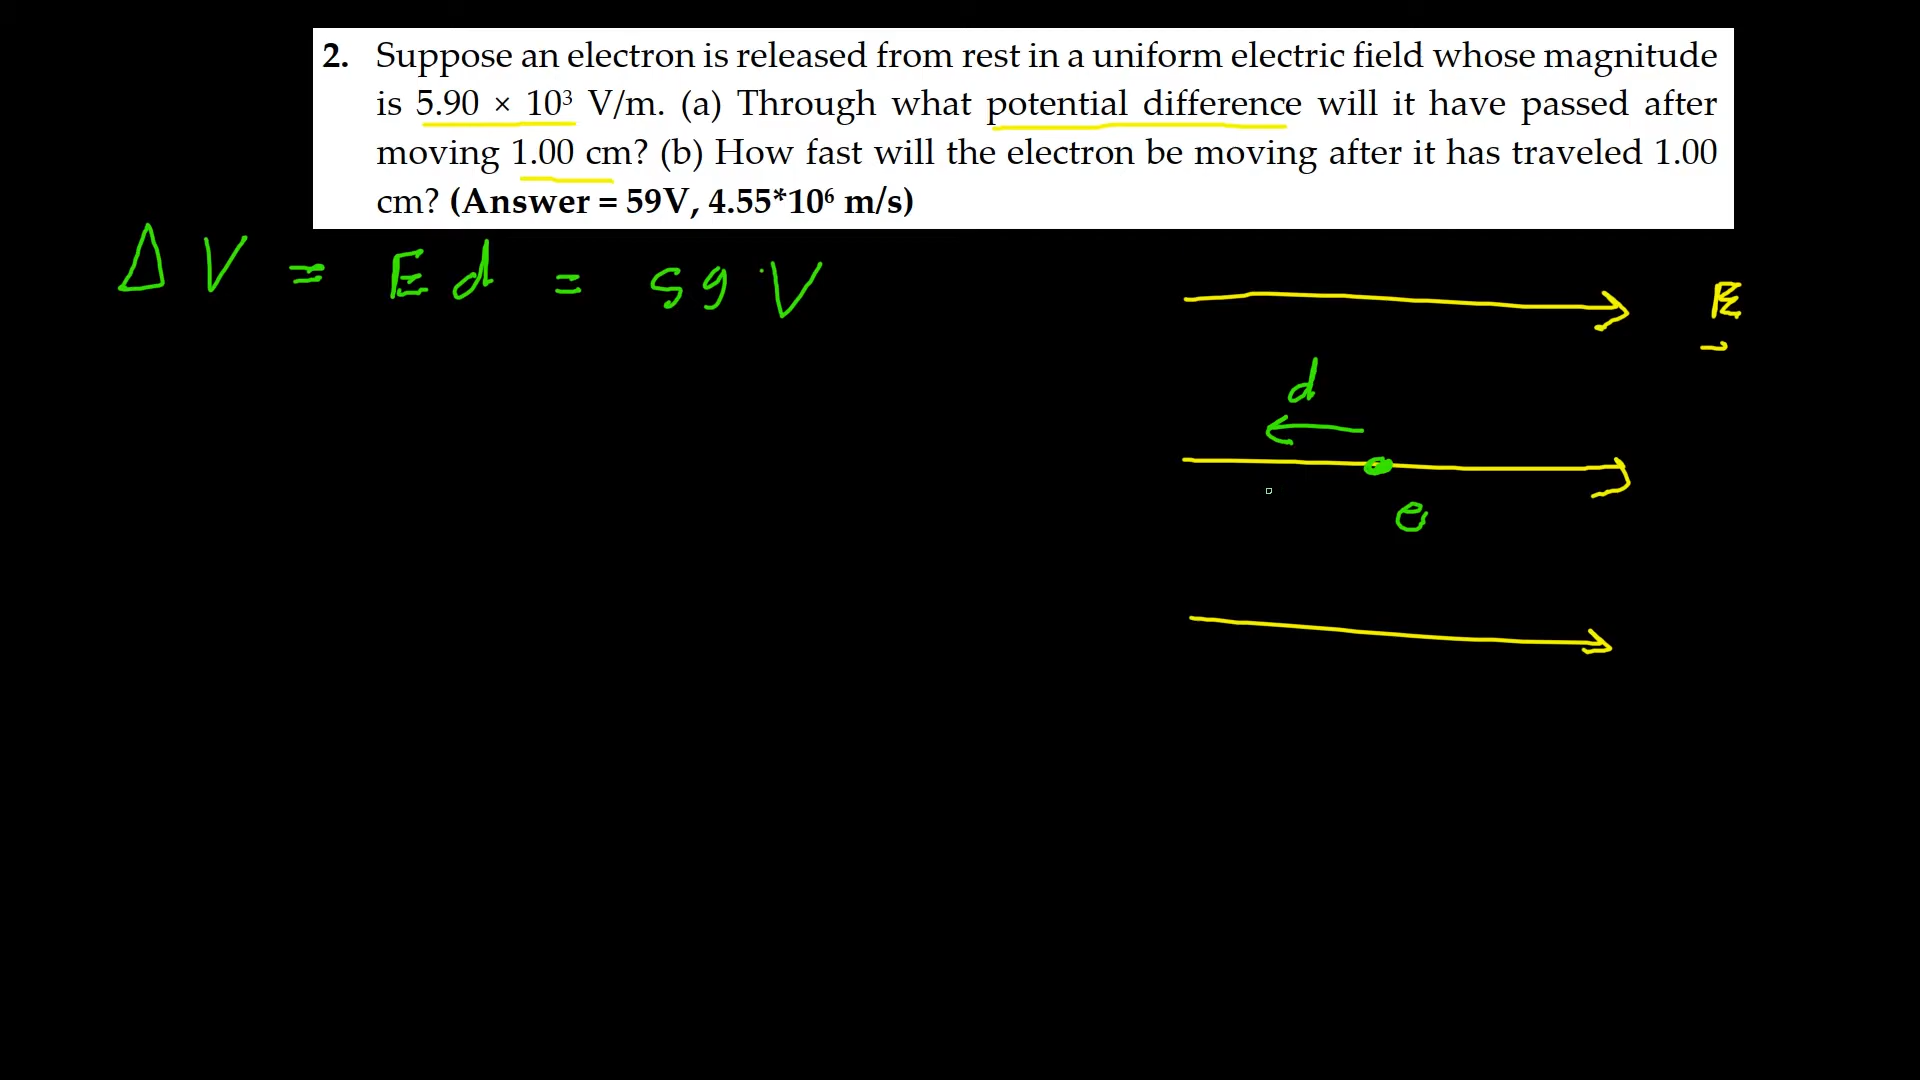 2. Suppose an electron is released from rest in a uniform electric field whose magnitude
is 5.90 × 10³ V/m. (a) Through what potential difference will it have passed after
moving 1.00 cm? (b) How fast will the electron be moving after it has traveled 1.00
cm? (Answer = 59V, 4.55*10⁶ m/s)
Δ V = E d = 59 V
E
d
e